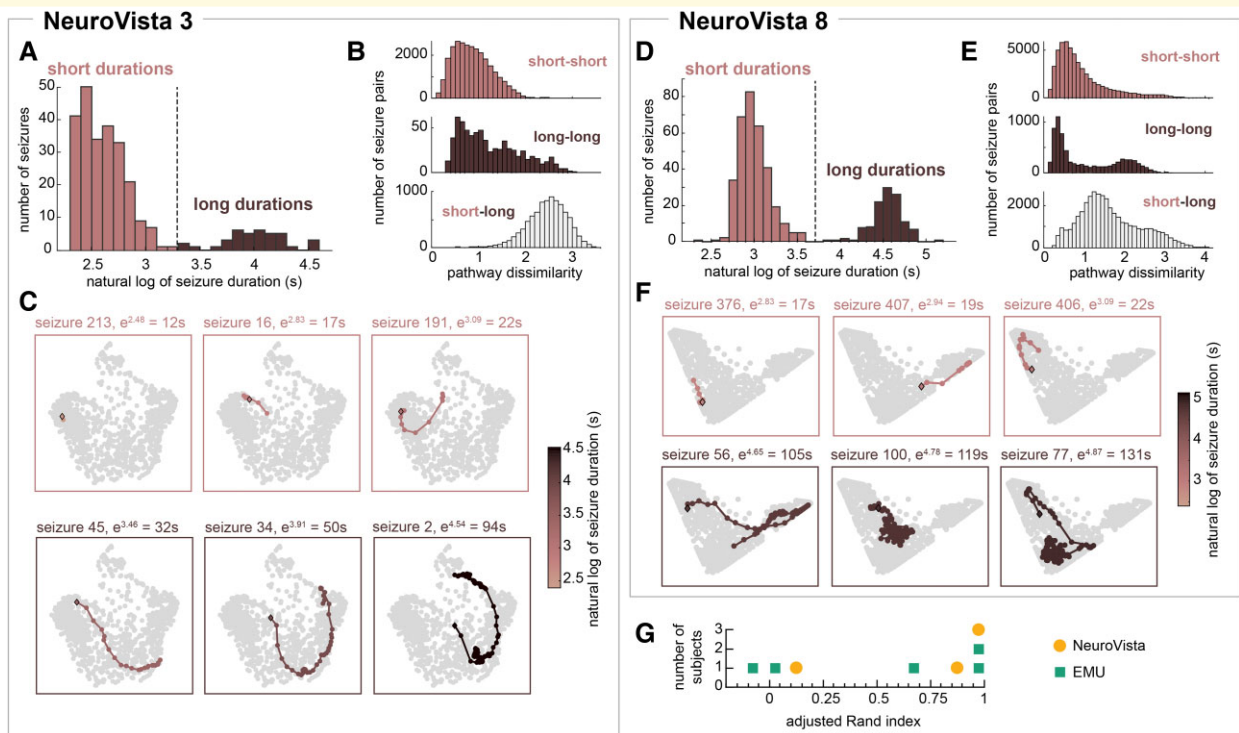 NeuroVista 3
A
short durations
long durations
number of seizures
50
40
30
20
10
0
2.5 3 3.5 4 4.5
natural log of seizure duration (s)
B
short-short
long-long
short-long
number of seizure pairs
2000
0
50
0
1000
0
0 1 2 3
pathway dissimilarity
C
seizure 213, e^2.48 = 12s
seizure 16, e^2.83 = 17s
seizure 191, e^3.09 = 22s
seizure 45, e^3.46 = 32s
seizure 34, e^3.91 = 50s
seizure 2, e^4.54 = 94s
4.5
4
3.5
3
2.5
natural log of seizure duration (s)
NeuroVista 8
D
short durations
long durations
number of seizures
80
60
40
20
0
2.5 3 3.5 4 4.5 5
natural log of seizure duration (s)
E
short-short
long-long
short-long
number of seizure pairs
5000
0
1000
0
2000
0
0 1 2 3 4
pathway dissimilarity
F
seizure 376, e^2.83 = 17s
seizure 407, e^2.94 = 19s
seizure 406, e^3.09 = 22s
seizure 56, e^4.65 = 105s
seizure 100, e^4.78 = 119s
seizure 77, e^4.87 = 131s
5
4
3
natural log of seizure duration (s)
G
number of
subjects
3
2
1
0
0 0.25 0.5 0.75 1
adjusted Rand index
NeuroVista
EMU